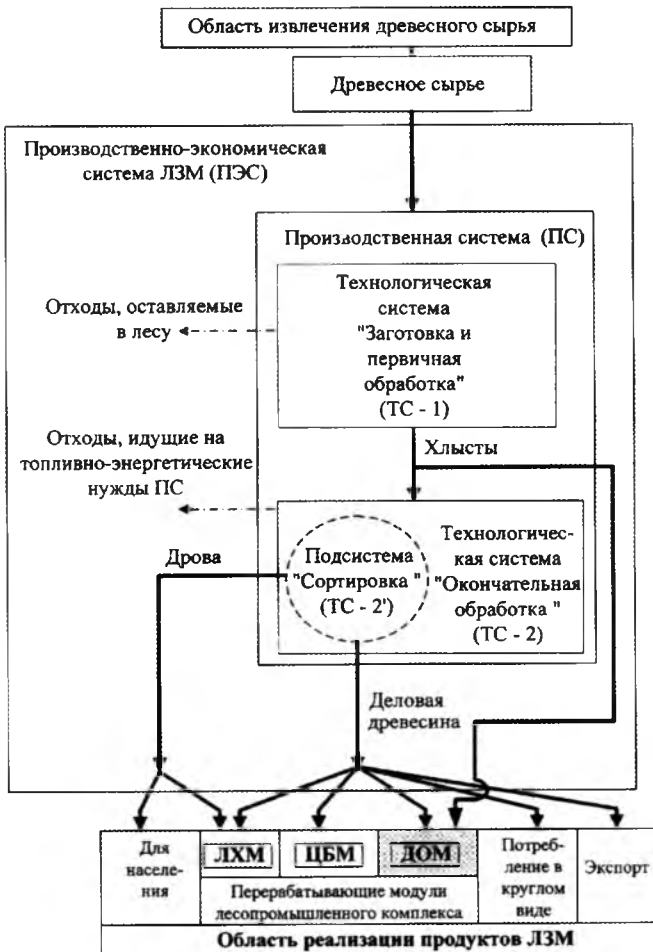 Область извлечения древесного сырья
Древесное сырье
Производственно-экономическая
система ЛЗМ (ПЭС)
Производственная система (ПС)
Технологическая
система
"Заготовка и
первичная
обработка"
(ТС - 1)
Отходы, оставляемые
в лесу
Хлысты
Отходы, идущие на
топливно-энергетические
нужды ПС
Подсистема
"Сортировка "
(ТС - 2')
Технологичес-
кая система
"Окончательная
обработка "
(ТС - 2)
Дрова
Деловая
древесина
Для
населе-
ния
ЛХМ
ЦБМ
ДОМ
Перерабатывающие модули
лесопромышленного комплекса
Потреб-
ление в
круглом
виде
Экспорт
Область реализации продуктов ЛЗМ